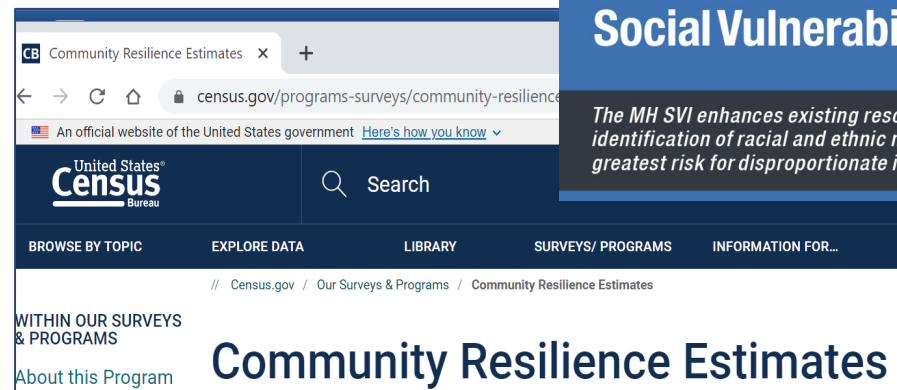 Social Vulnerabi
CB Community Resilience Estimates × +
census.gov/programs-surveys/community-resilience
The MH SVI enhances existing reso
identification of racial and ethnic
greatest risk for disproportionate i
An official website of the United States government Here's how you know
United States®
Census
Bureau
Search
BROWSE BY TOPIC EXPLORE DATA LIBRARY SURVEYS/ PROGRAMS INFORMATION FOR...
// Census.gov / Our Surveys & Programs / Community Resilience Estimates
WITHIN OUR SURVEYS
& PROGRAMS
About this Program
Community Resilience Estimates